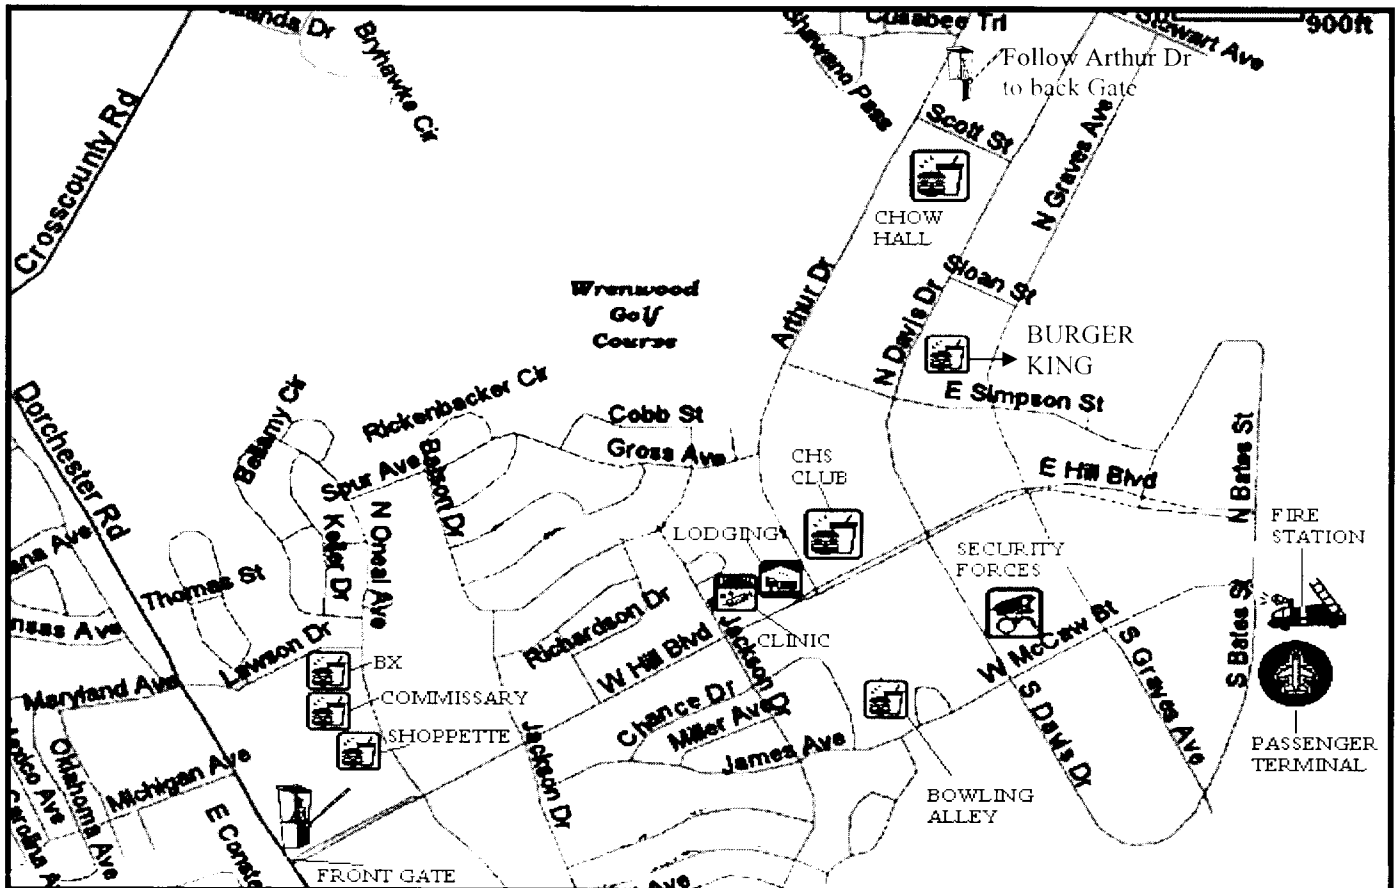 Bryhawke Cir
Shawano Pass
Cussabee Trl
Stewart Ave
900ft
Follow Arthur Dr
to back Gate
Crosscounty Rd
Scott St
N Graves Ave
CHOW
HALL
Wrenwood
Golf
Course
Arthur Dr
N Davis Dr
Sloan St
BURGER
KING
E Simpson St
Dorchester Rd
Bellamy Cir
Rickenbacker Cir
Cobb St
Gross Ave
Spur Ave
Batson Dr
CHS
CLUB
E Hill Blvd
N Bates St
Keller Dr
N Oneal Ave
LODGING
SECURITY
FORCES
FIRE
STATION
Thomas St
Richardson Dr
CLINIC
W McCaw St
S Bates St
Maryland Ave
Lawson Dr
BX
W Hill Blvd
Jackson Dr
S Graves Ave
COMMISSARY
Chance Dr
Miller Ave
SHOPPETTE
James Ave
S Davis Dr
PASSENGER
TERMINAL
Oklahoma Ave
Michigan Ave
Jackson Dr
BOWLING
ALLEY
FRONT GATE